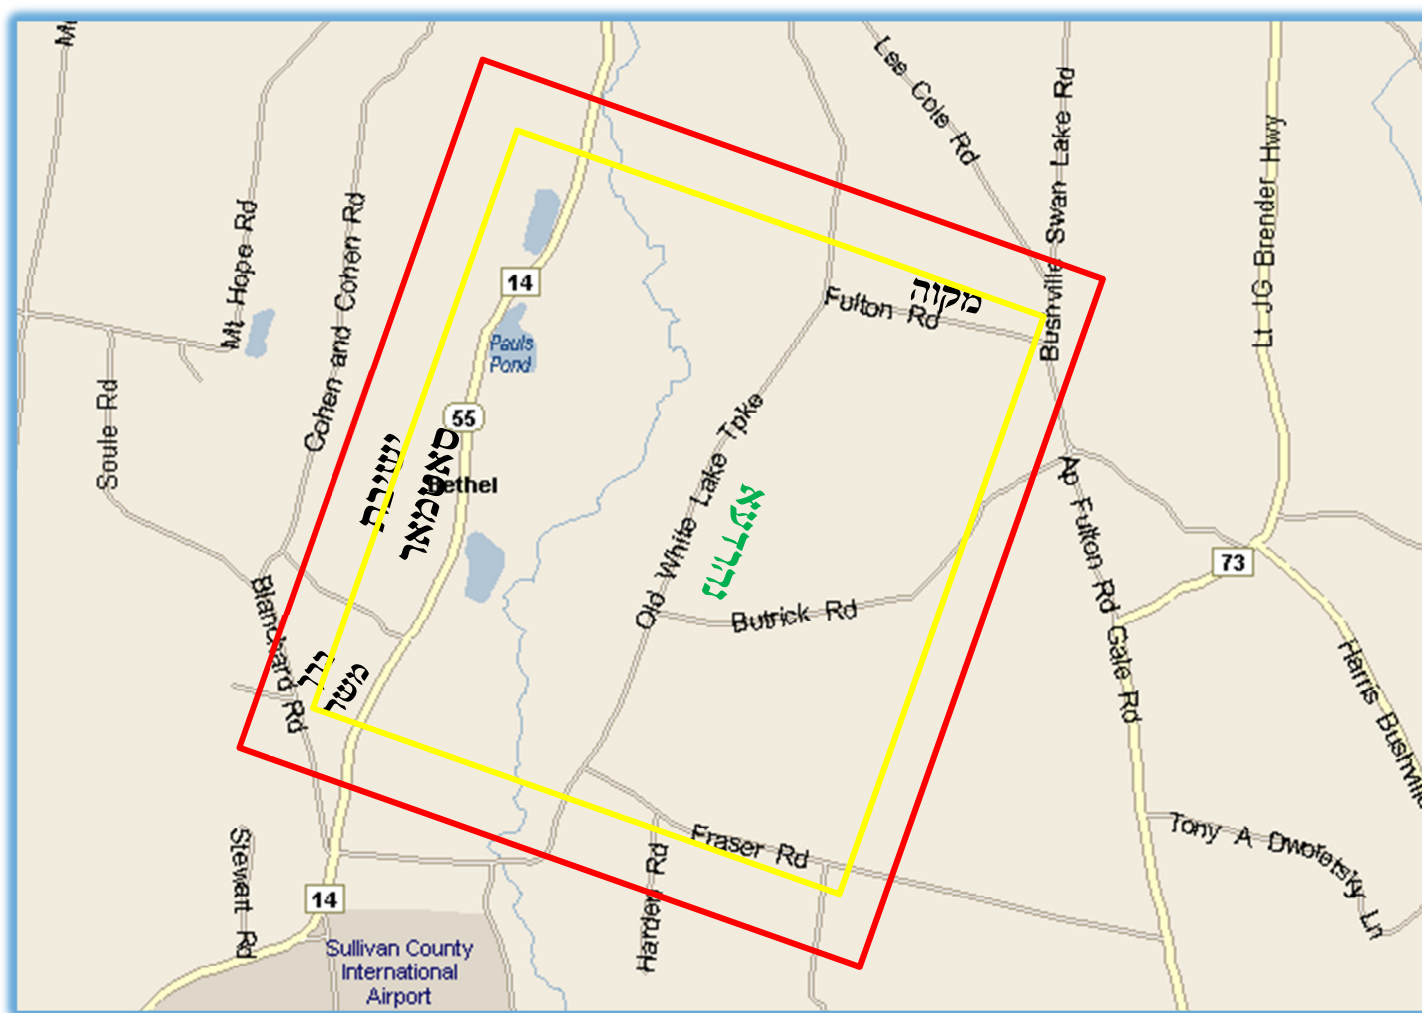 Lee Cole Rd
Bushville Swan Lake Rd
Lt JG Brender Hwy
Mt Hope Rd
Cohen and Cohen Rd
14
מקוה
Fulton Rd
Pauls
Pond
55
Soule Rd
סאטמאר
Bethel
Old White Lake Tpke
נהרדעא
Ap Fulton Rd
73
Blanchard Rd
Butrick Rd
Gale Rd
Harris Bushville
Fraser Rd
Tony A Dworetsky Ln
Stewart Rd
Harden Rd
14
Sullivan County
International
Airport